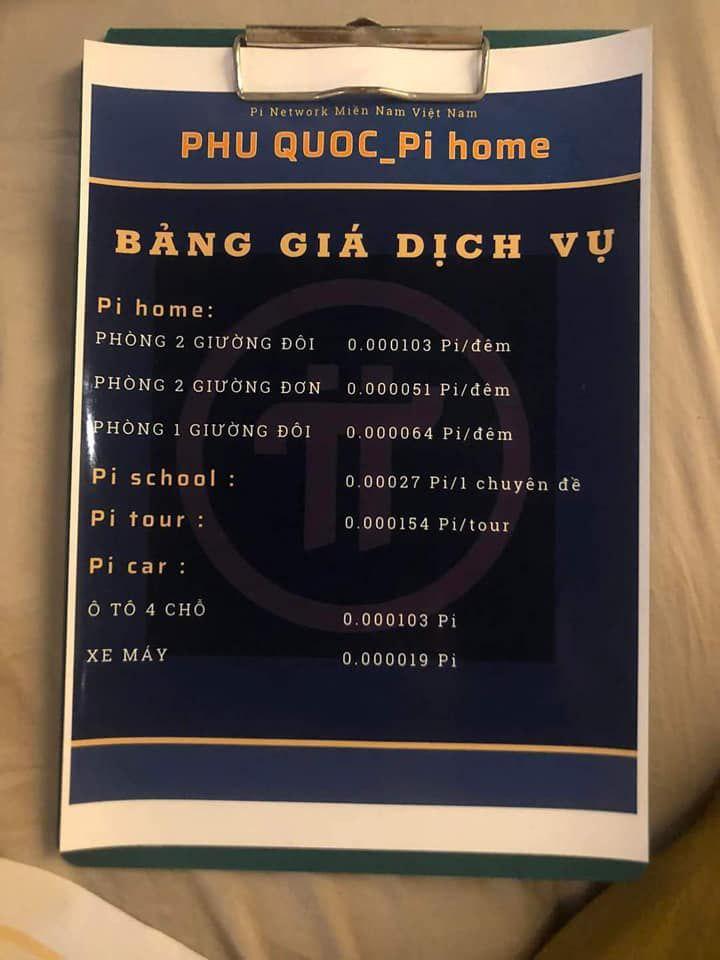 Pi Network Miền Nam Việt Nam
PHU QUOC_Pi home
BẢNG GIÁ DỊCH VỤ
Pi home:
PHÒNG 2 GIƯỜNG ĐÔI 0.000103 Pi/đêm
PHÒNG 2 GIƯỜNG ĐƠN 0.000051 Pi/đêm
PHÒNG 1 GIƯỜNG ĐÔI 0.000064 Pi/đêm
Pi school : 0.00027 Pi/1 chuyên đề
Pi tour : 0.000154 Pi/tour
Pi car :
Ô TÔ 4 CHỖ 0.000103 Pi
XE MÁY 0.000019 Pi